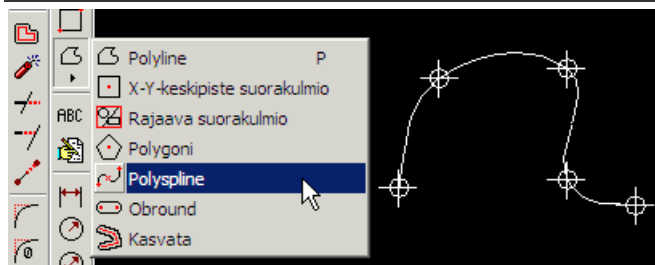 Polyline P
X-Y-keskipiste suorakulmio
ABC
Rajaava suorakulmio
Polygoni
Polyspline
Obround
Kasvata